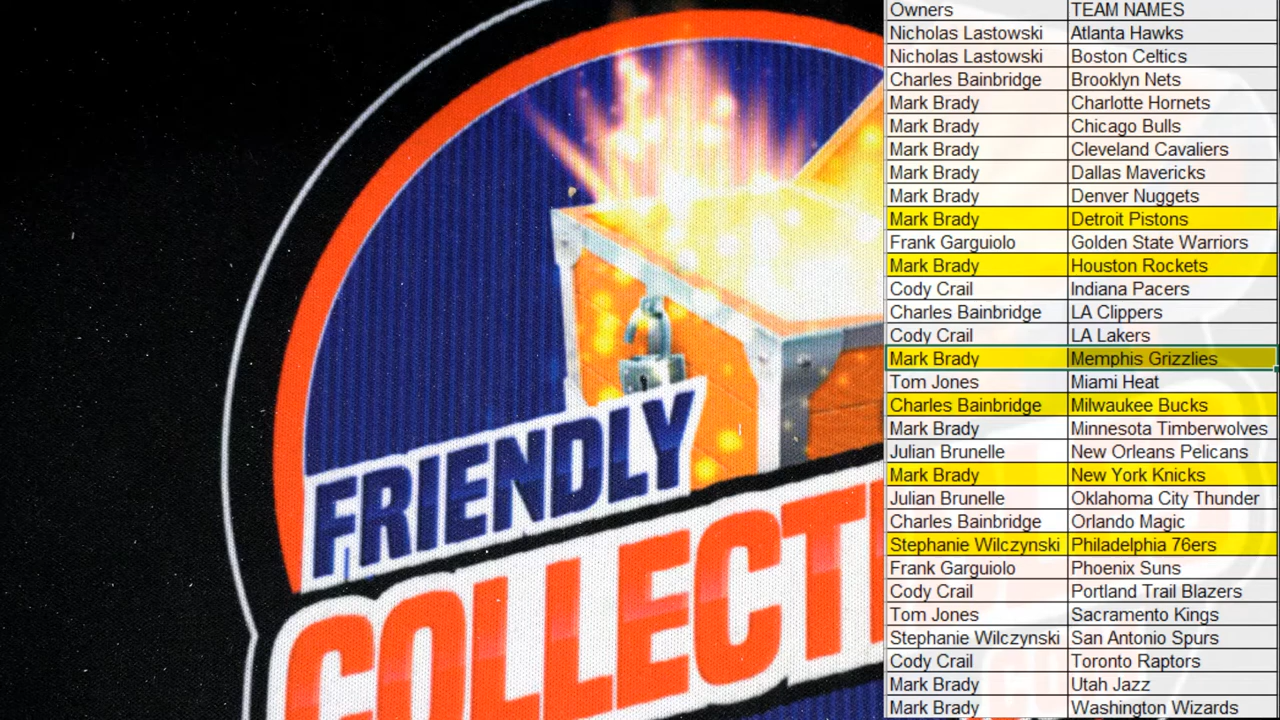 Owners TEAM NAMES
Nicholas Lastowski Atlanta Hawks
Nicholas Lastowski Boston Celtics
Charles Bainbridge Brooklyn Nets
Mark Brady Charlotte Hornets
Mark Brady Chicago Bulls
Mark Brady Cleveland Cavaliers
Mark Brady Dallas Mavericks
Mark Brady Denver Nuggets
Mark Brady Detroit Pistons
Frank Garguiolo Golden State Warriors
Mark Brady Houston Rockets
Cody Crail Indiana Pacers
Charles Bainbridge LA Clippers
Cody Crail LA Lakers
Mark Brady Memphis Grizzlies
Tom Jones Miami Heat
Charles Bainbridge Milwaukee Bucks
Mark Brady Minnesota Timberwolves
Julian Brunelle New Orleans Pelicans
Mark Brady New York Knicks
Julian Brunelle Oklahoma City Thunder
Charles Bainbridge Orlando Magic
Stephanie Wilczynski Philadelphia 76ers
Frank Garguiolo Phoenix Suns
Cody Crail Portland Trail Blazers
Tom Jones Sacramento Kings
Stephanie Wilczynski San Antonio Spurs
Cody Crail Toronto Raptors
Mark Brady Utah Jazz
Mark Brady Washington Wizards
FRIENDLY
COLLECTI